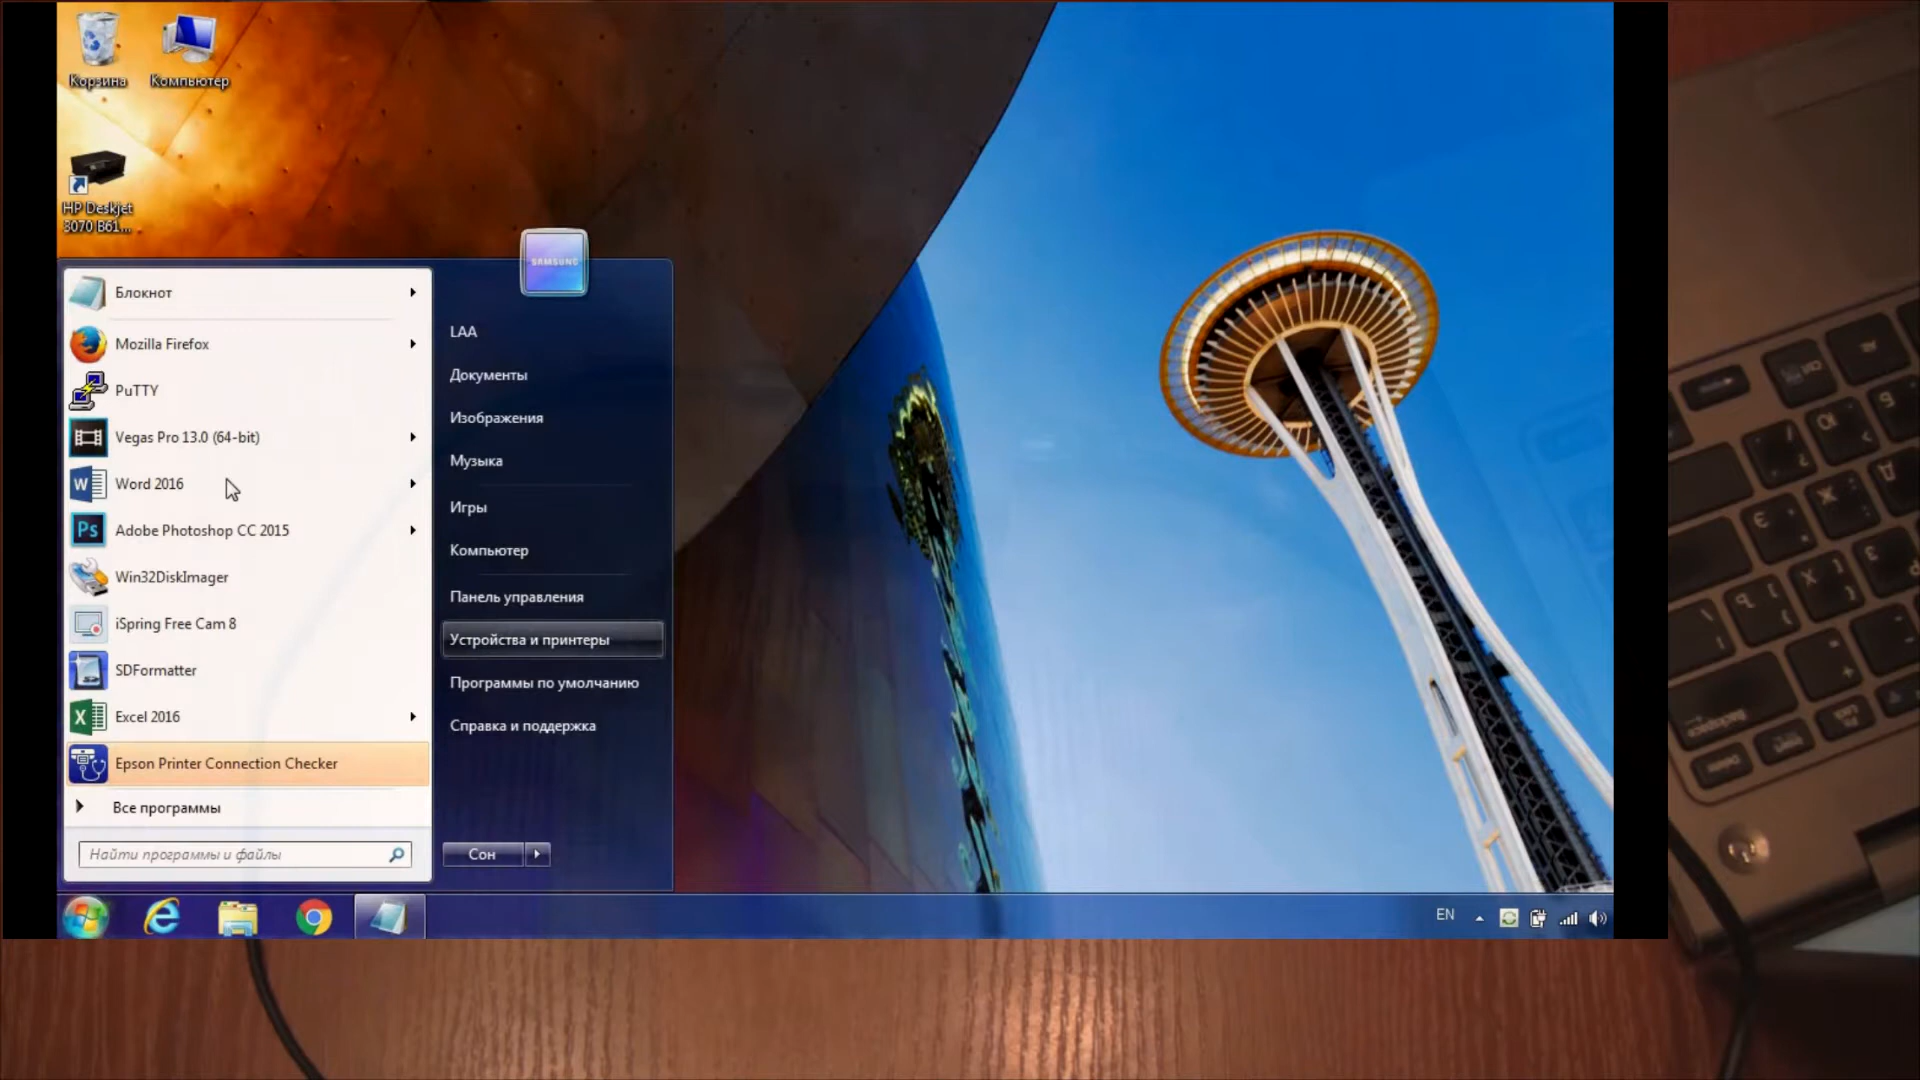 Корзина
Компьютер
HP Deskjet
3070 B61...
SAMSUNG
Блокнот
Mozilla Firefox
PuTTY
Vegas Pro 13.0 (64-bit)
Word 2016
Adobe Photoshop CC 2015
Win32DiskImager
iSpring Free Cam 8
SDFormatter
Excel 2016
Epson Printer Connection Checker
Все программы
Найти программы и файлы
LAA
Документы
Изображения
Музыка
Игры
Компьютер
Панель управления
Устройства и принтеры
Программы по умолчанию
Справка и поддержка
Сон
EN